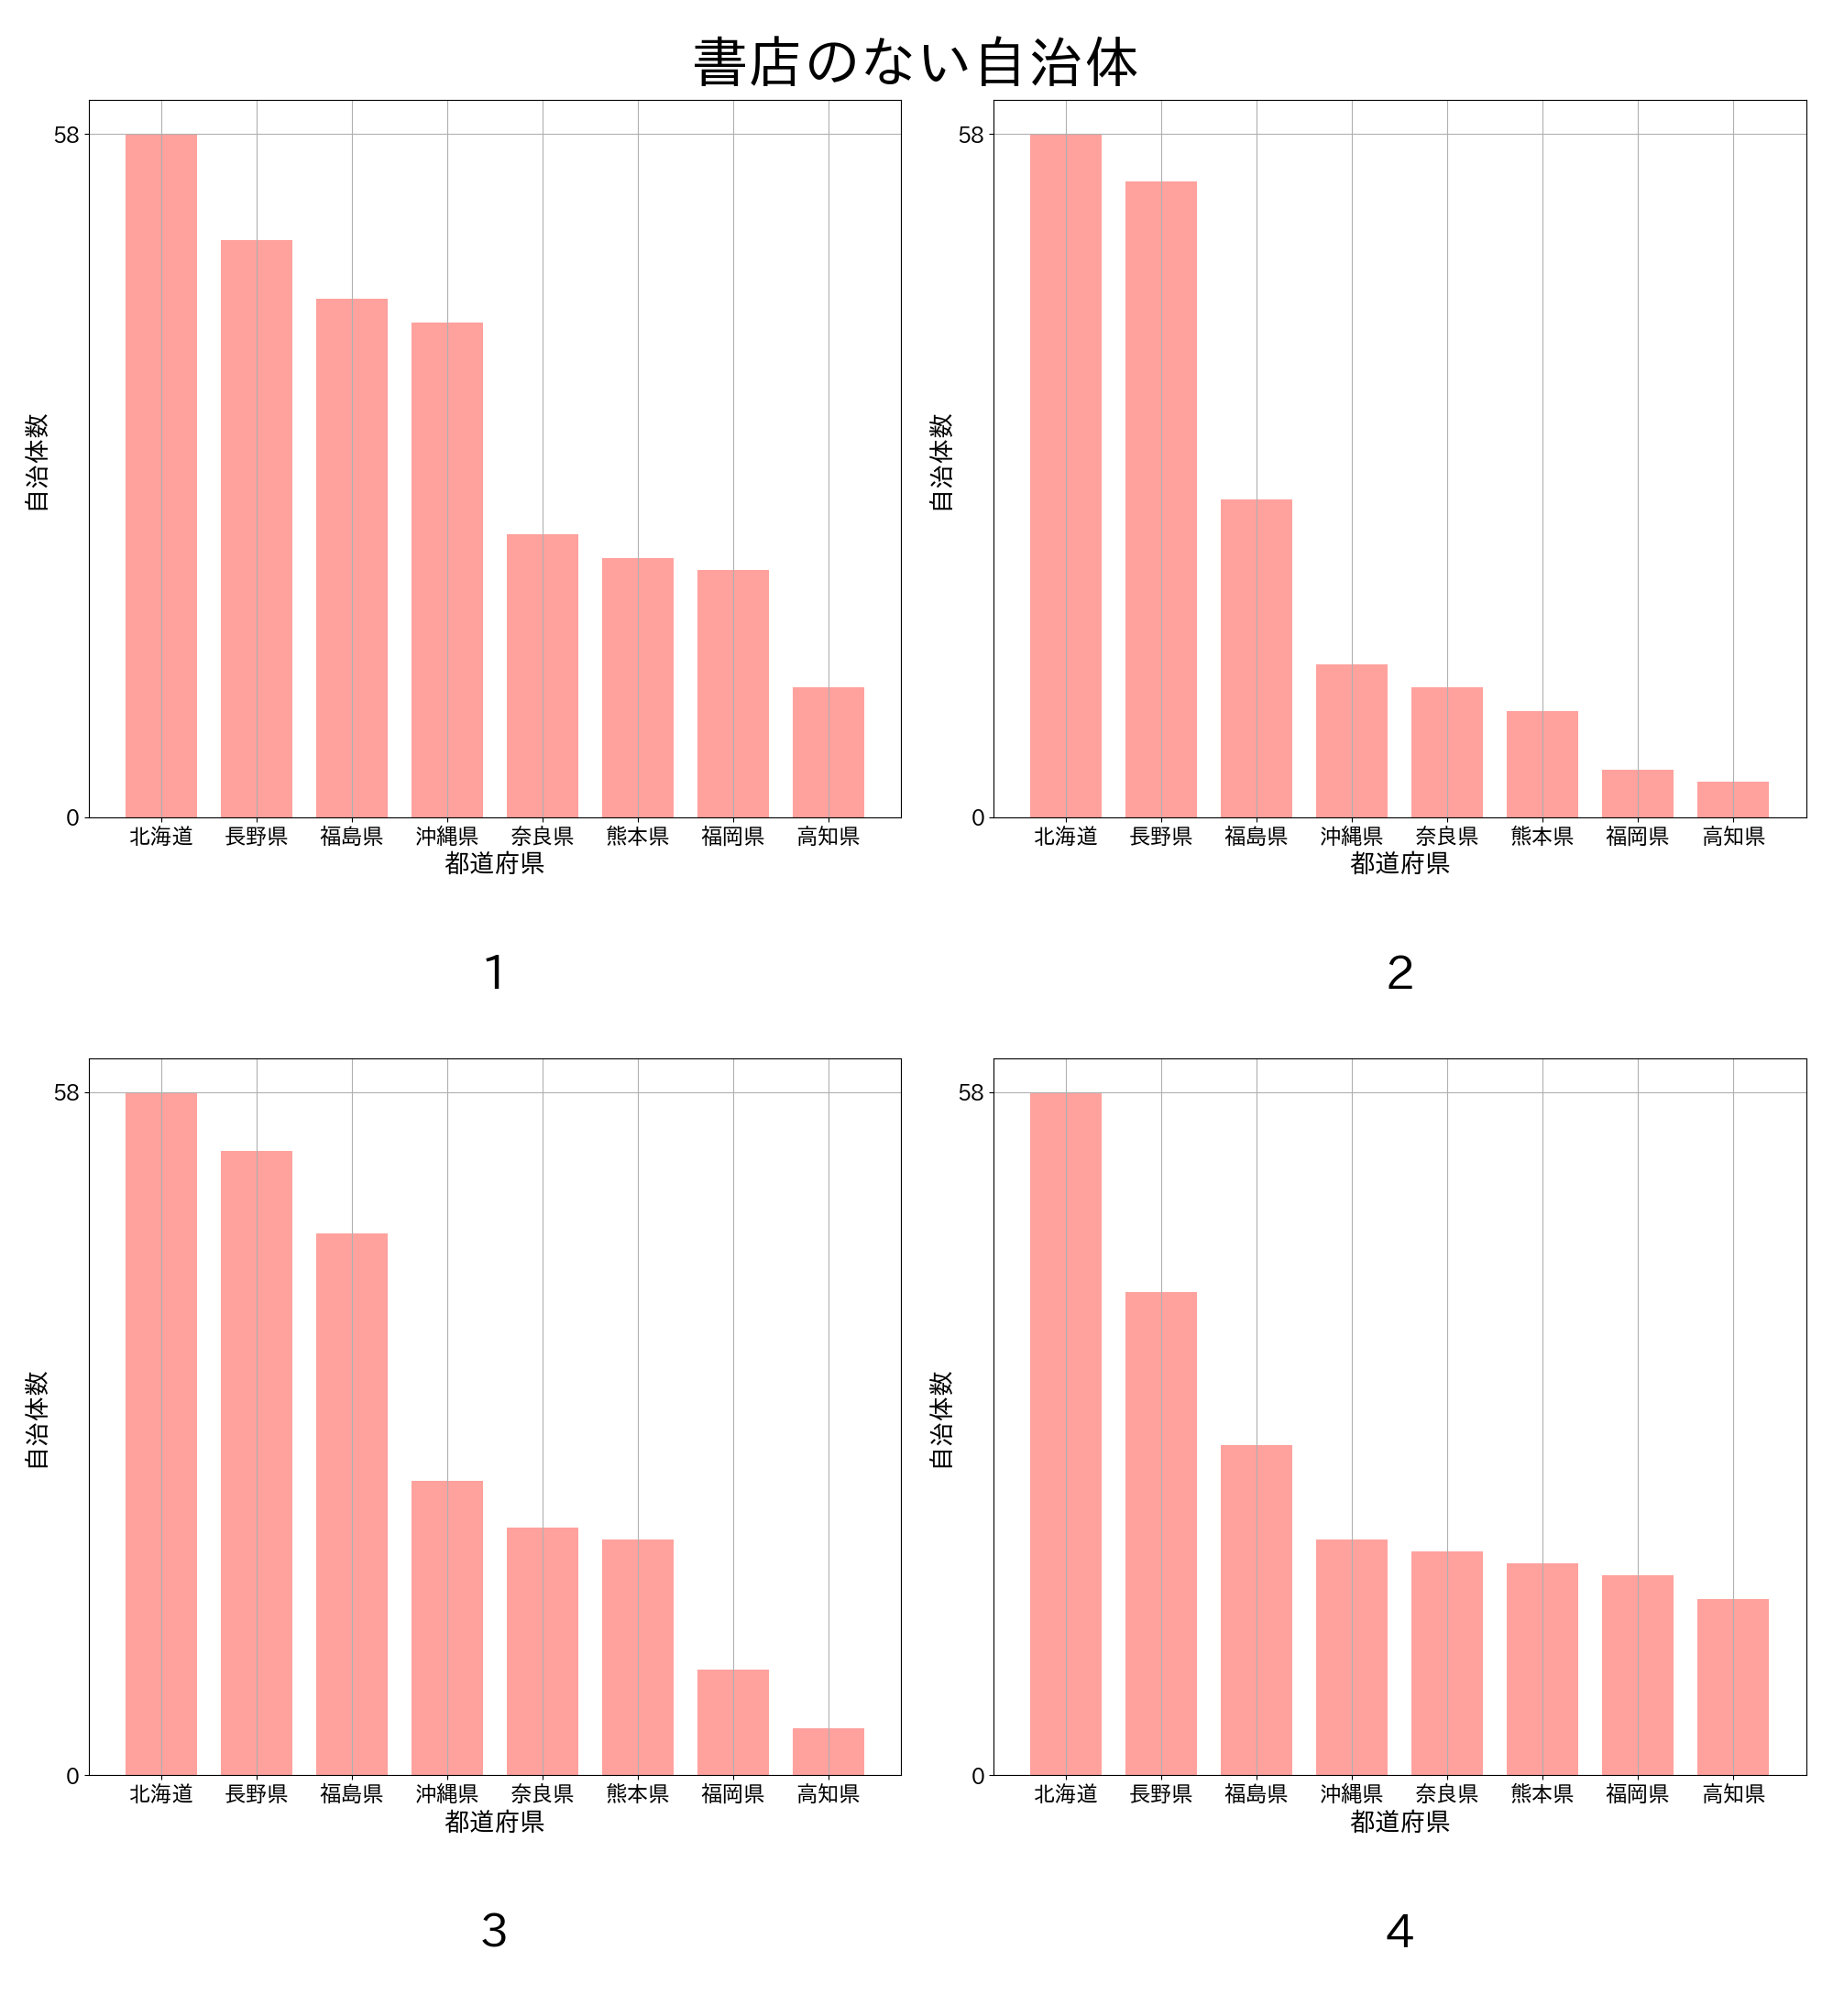 書店のない自治体
58
0
自治体数
北海道 長野県 福島県 沖縄県 奈良県 熊本県 福岡県 高知県
都道府県
1
58
0
自治体数
北海道 長野県 福島県 沖縄県 奈良県 熊本県 福岡県 高知県
都道府県
2
58
0
自治体数
北海道 長野県 福島県 沖縄県 奈良県 熊本県 福岡県 高知県
都道府県
3
58
0
自治体数
北海道 長野県 福島県 沖縄県 奈良県 熊本県 福岡県 高知県
都道府県
4